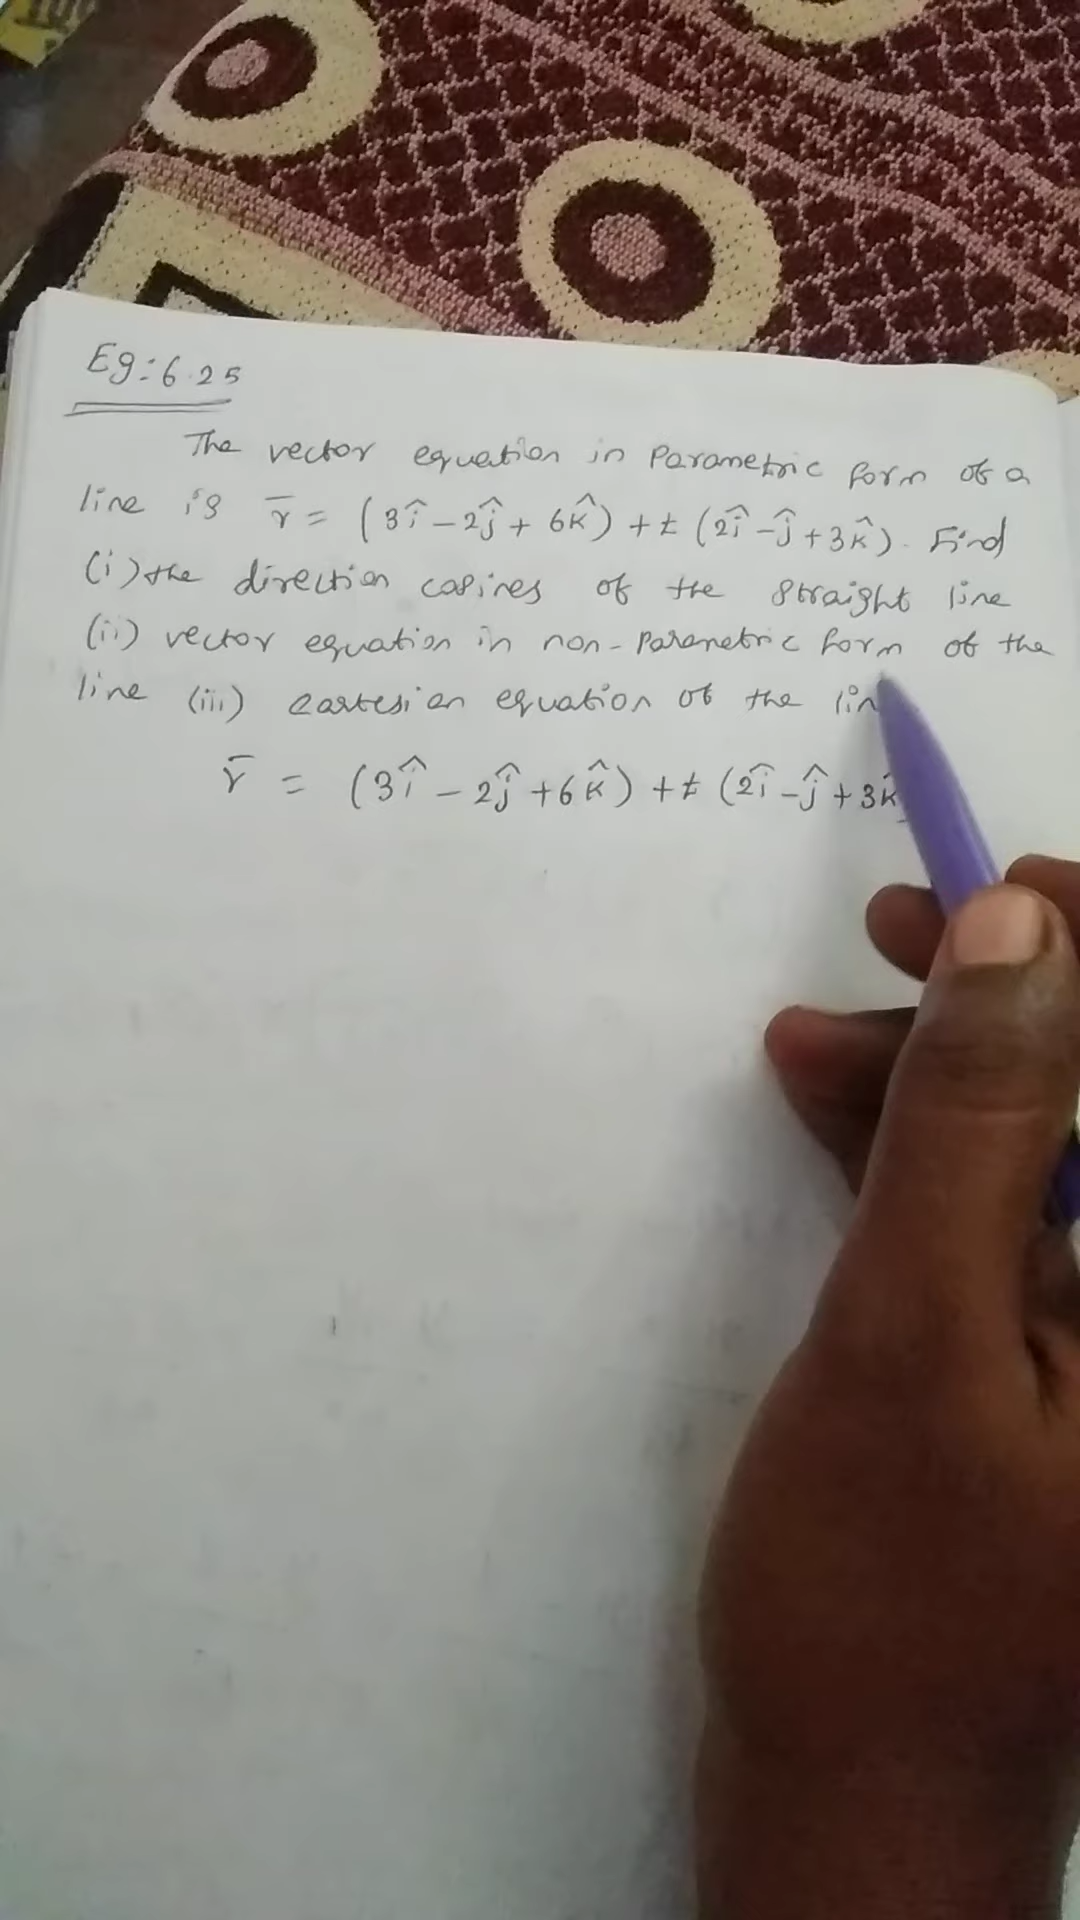 Eg: 6.25
The vector equation in parametric form of a
line is r̄ = (3î - 2ĵ + 6k̂) + t (2î - ĵ + 3k̂). Find
(i) the direction cosines of the straight line
(ii) vector equation in non-parametric form of the
line (iii) cartesian equation of the lin
r̄ = (3î - 2ĵ + 6k̂) + t (2î - ĵ + 3k̂